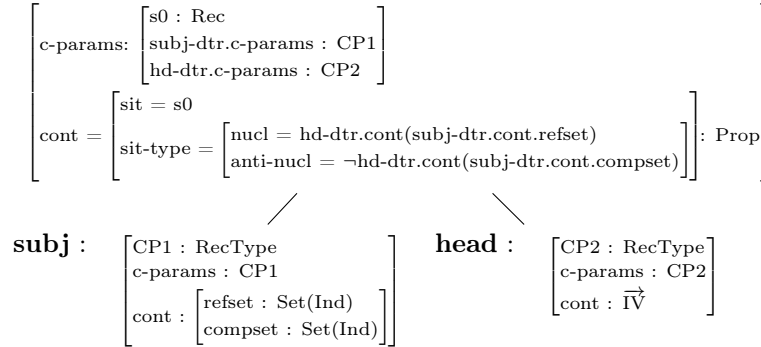 s0 : Rec
c-params: subj-dtr.c-params : CP1
hd-dtr.c-params : CP2
sit = s0
cont = sit-type = nucl = hd-dtr.cont(subj-dtr.cont.refset) : Prop
anti-nucl = ¬hd-dtr.cont(subj-dtr.cont.compset)
subj :
CP1 : RecType
c-params : CP1
cont : refset : Set(Ind)
compset : Set(Ind)
head :
CP2 : RecType
c-params : CP2
cont : I⃗V⃗